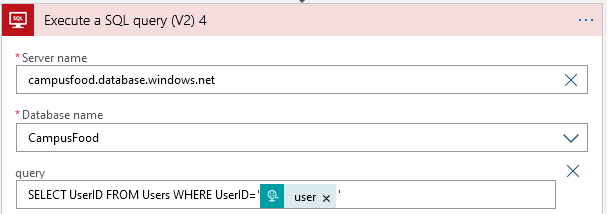 SQL Execute a SQL query (V2) 4 ...
* Server name
campusfood.database.windows.net
* Database name
CampusFood
query
SELECT UserID FROM Users WHERE UserID=' user × '